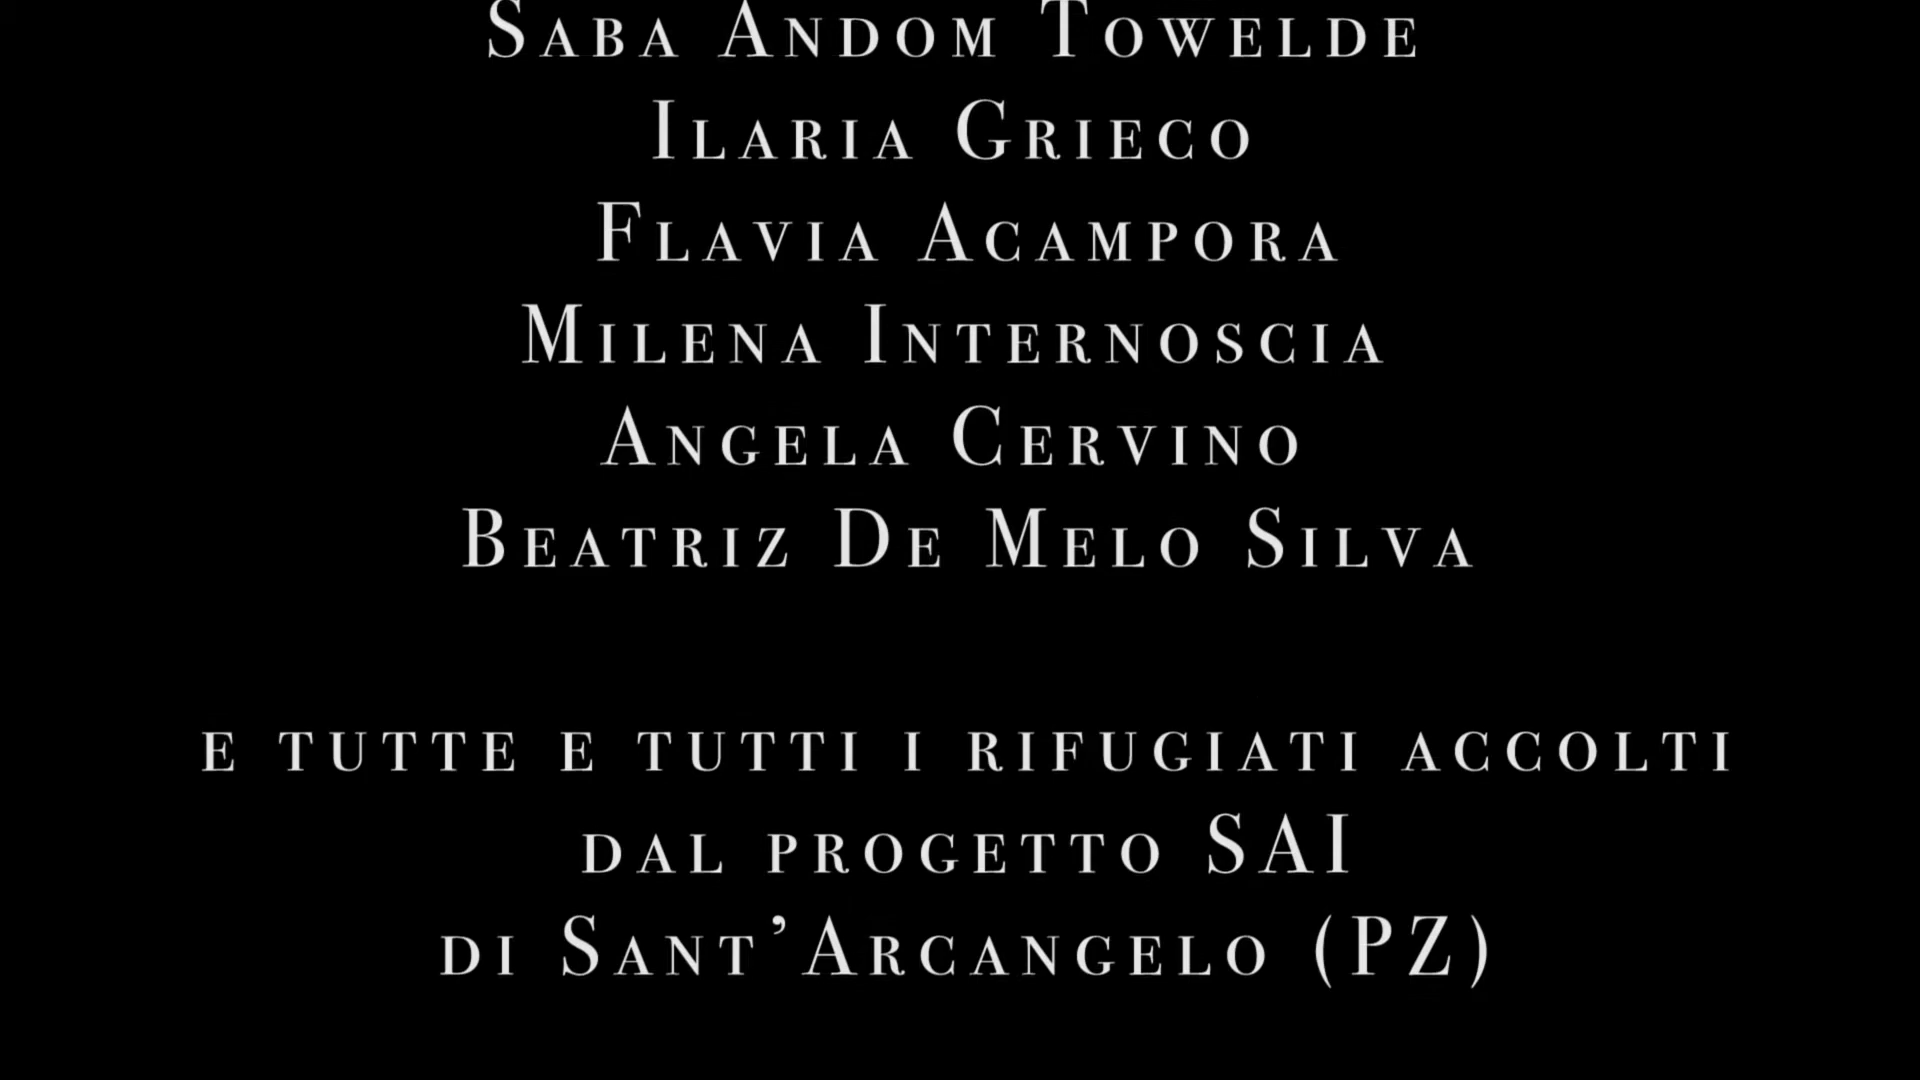 Saba Andom Towelde
Ilaria Grieco
Flavia Acampora
Milena Internoscia
Angela Cervino
Beatriz De Melo Silva
e tutte e tutti i rifugiati accolti
dal progetto SAI
di Sant’Arcangelo (PZ)